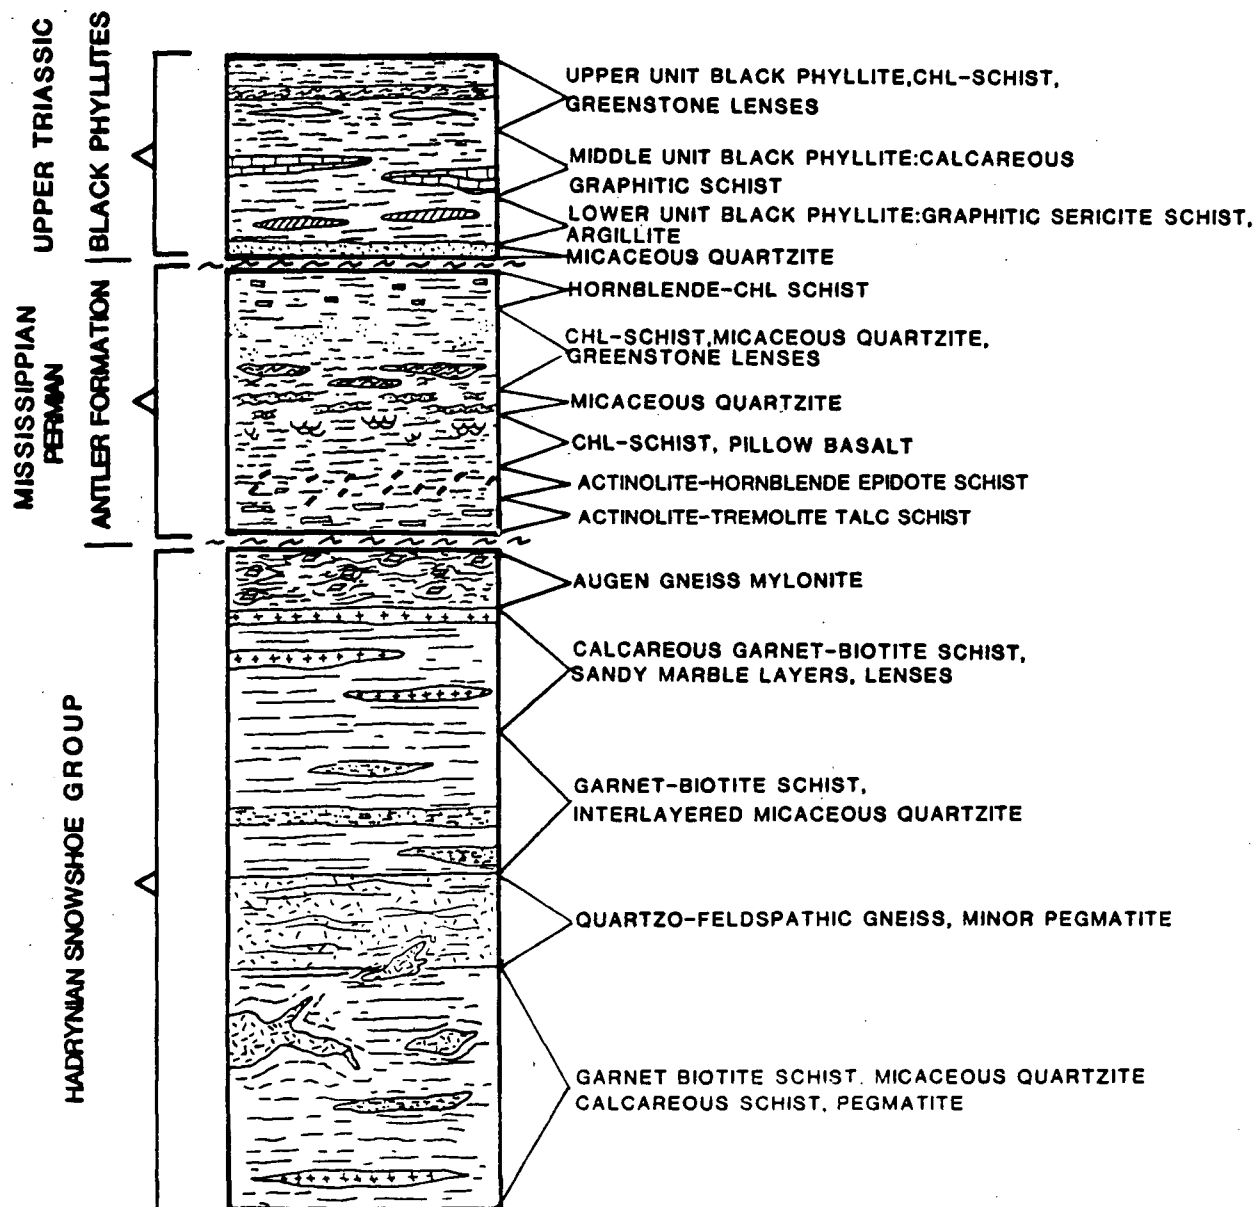 UPPER TRIASSIC
BLACK PHYLLITES
UPPER UNIT BLACK PHYLLITE,CHL-SCHIST,
GREENSTONE LENSES
MIDDLE UNIT BLACK PHYLLITE:CALCAREOUS
GRAPHITIC SCHIST
LOWER UNIT BLACK PHYLLITE:GRAPHITIC SERICITE SCHIST,
ARGILLITE
MICACEOUS QUARTZITE
MISSISSIPPIAN
PERMIAN
ANTLER FORMATION
HORNBLENDE-CHL SCHIST
CHL-SCHIST,MICACEOUS QUARTZITE,
GREENSTONE LENSES
MICACEOUS QUARTZITE
CHL-SCHIST, PILLOW BASALT
ACTINOLITE-HORNBLENDE EPIDOTE SCHIST
ACTINOLITE-TREMOLITE TALC SCHIST
HADRYNIAN SNOWSHOE GROUP
AUGEN GNEISS MYLONITE
CALCAREOUS GARNET-BIOTITE SCHIST,
SANDY MARBLE LAYERS, LENSES
GARNET-BIOTITE SCHIST,
INTERLAYERED MICACEOUS QUARTZITE
QUARTZO-FELDSPATHIC GNEISS, MINOR PEGMATITE
GARNET BIOTITE SCHIST. MICACEOUS QUARTZITE
CALCAREOUS SCHIST, PEGMATITE